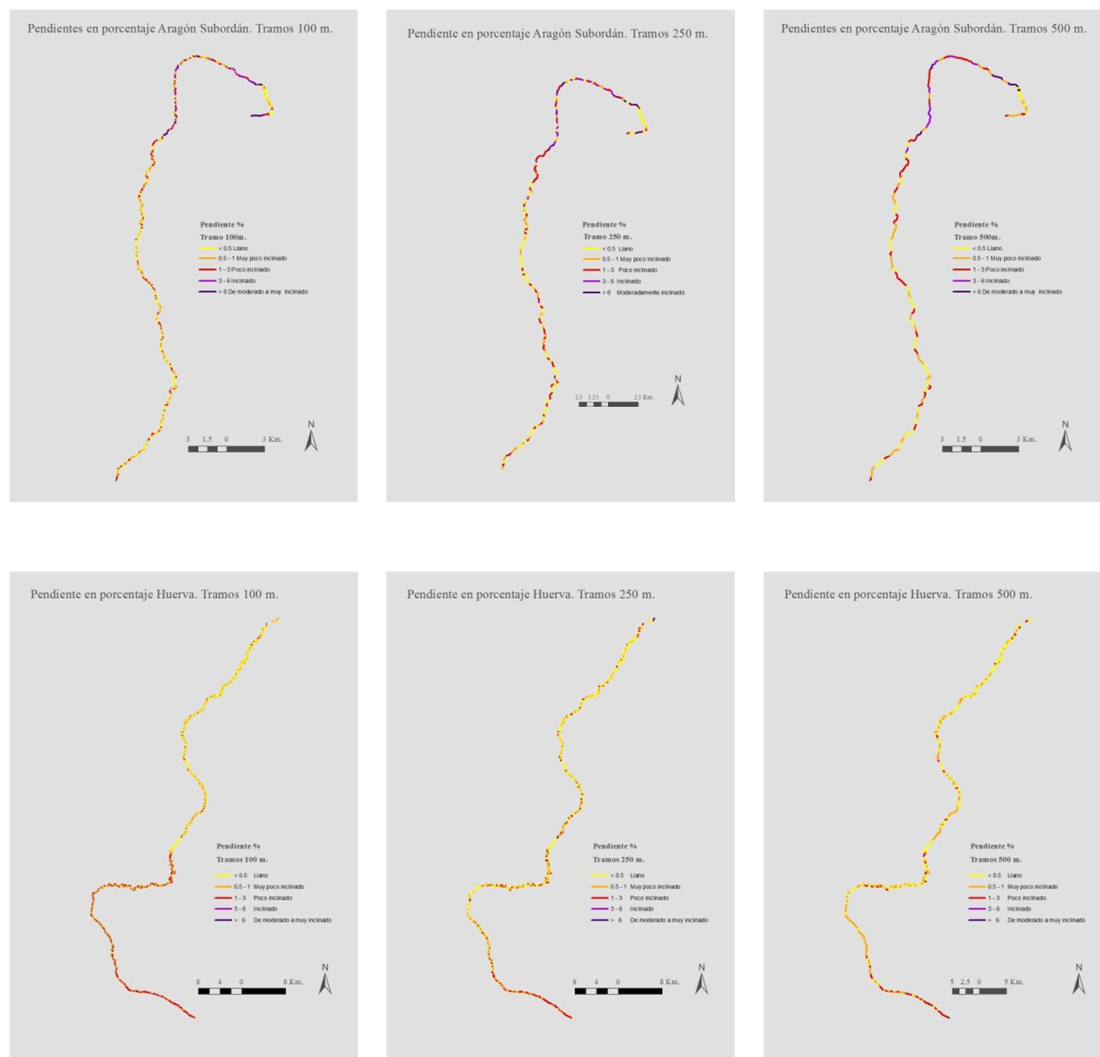 Pendientes en porcentaje Aragón Subordán. Tramos 100 m.
Pendiente %
Tramo 100m.
< 0.5 Llano
0.5 - 1 Muy poco inclinado
1 - 3 Poco inclinado
3 - 6 Inclinado
> 6 De moderado a muy inclinado
N
3 1.5 0 3 Km.
Pendiente en porcentaje Aragón Subordán. Tramos 250 m.
Pendiente %
Tramo 250 m.
< 0.5 Llano
0.5 - 1 Muy poco inclinado
1 - 3 Poco inclinado
3 - 6 Inclinado
> 6 Moderadamente inclinado
N
2.5 1.25 0 2.5 Km.
Pendientes en porcentaje Aragón Subordán. Tramos 500 m.
Pendiente %
Tramo 500m.
< 0.5 Llano
0.5 - 1 Muy poco inclinado
1 - 3 Poco inclinado
3 - 6 Inclinado
> 6 De moderado a muy inclinado
N
3 1.5 0 3 Km.
Pendiente en porcentaje Huerva. Tramos 100 m.
Pendiente %
Tramos 100 m.
< 0.5 Llano
0.5 - 1 Muy poco inclinado
1 - 3 Poco inclinado
3 - 6 Inclinado
> 6 De moderado a muy inclinado
N
8 4 0 8 Km.
Pendiente en porcentaje Huerva. Tramos 250 m.
Pendiente %
Tramos 250 m.
< 0.5 Llano
0.5 - 1 Muy poco inclinado
1 - 3 Poco inclinado
3 - 6 Inclinado
> 6 De moderado a muy inclinado
N
8 4 0 8 Km.
Pendiente en porcentaje Huerva. Tramos 500 m.
Pendiente %
Tramos 500 m.
< 0.5 Llano
0.5 - 1 Muy poco inclinado
1 - 3 Poco inclinado
3 - 6 Inclinado
> 6 De moderado a muy inclinado
N
5 2.5 0 5 Km.